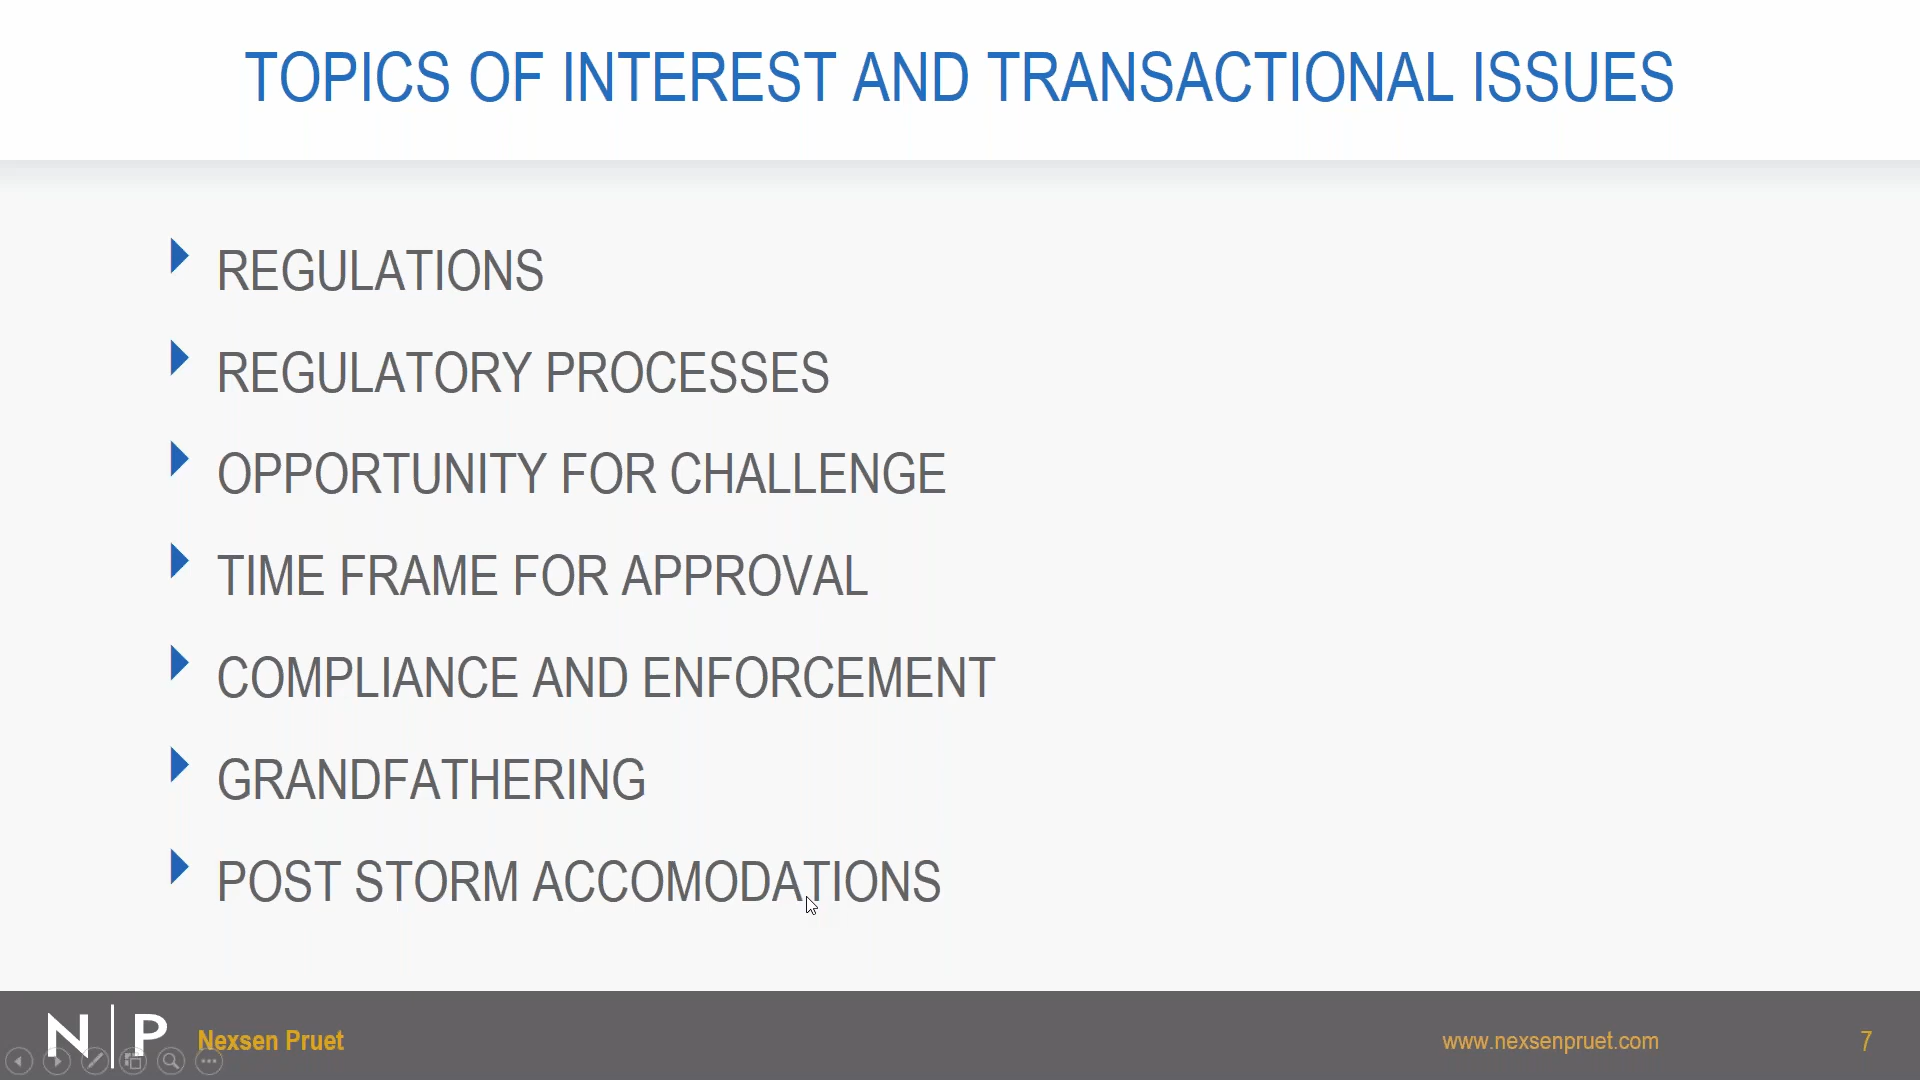 TOPICS OF INTEREST AND TRANSACTIONAL ISSUES
REGULATIONS
REGULATORY PROCESSES
OPPORTUNITY FOR CHALLENGE
TIME FRAME FOR APPROVAL
COMPLIANCE AND ENFORCEMENT
GRANDFATHERING
POST STORM ACCOMODATIONS
N|P Nexsen Pruet www.nexsenpruet.com 7